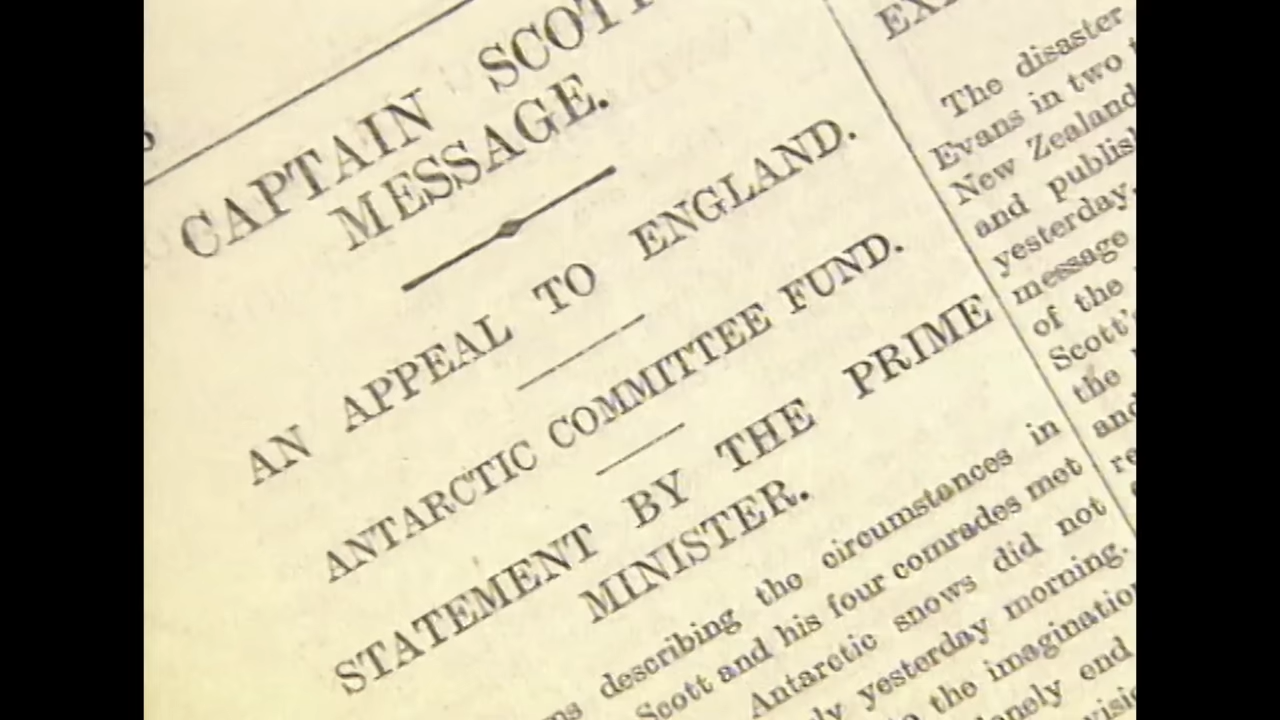 CAPTAIN SCOTT
MESSAGE.
AN APPEAL TO ENGLAND.
ANTARCTIC COMMITTEE FUND.
STATEMENT BY THE PRIME
MINISTER.
describing the circumstances in
Scott and his four comrades met
Antarctic snows did not
yesterday morning.
the imagination
end
The disaster
Evans in two
New Zealand
and publis
yesterday.
message
of the
Scott's
the
and